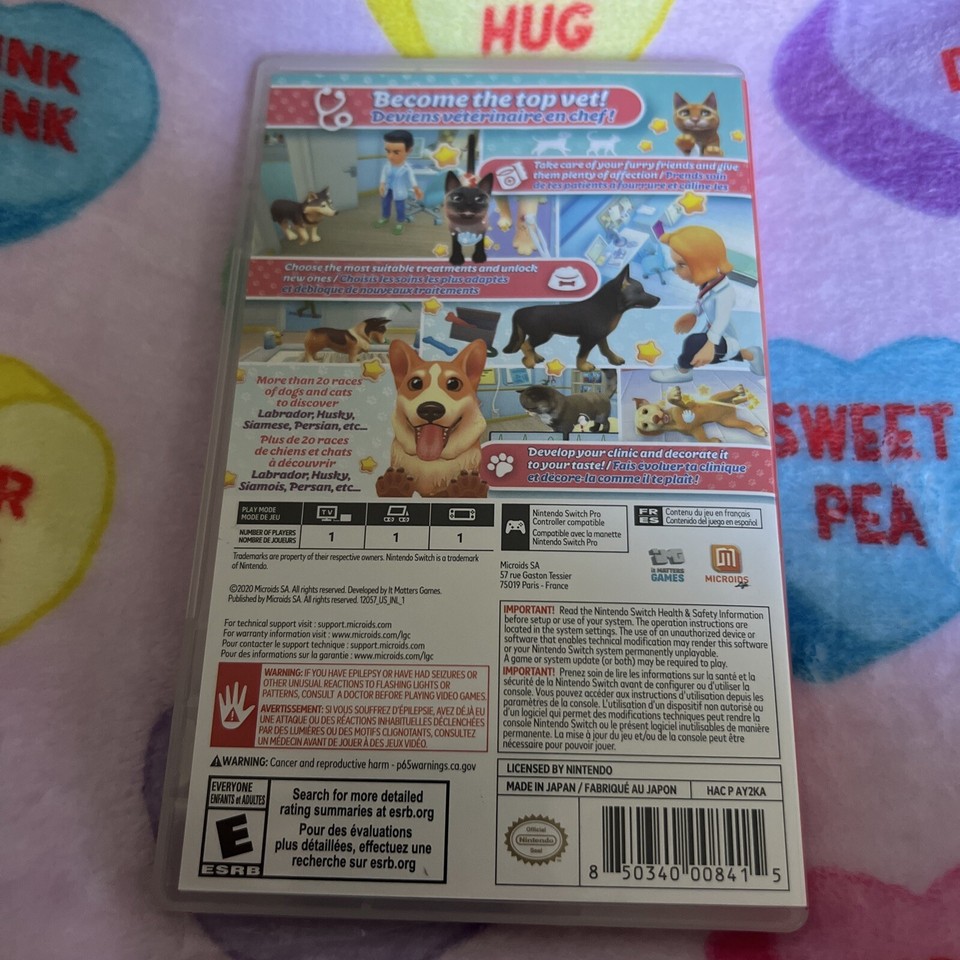 HUG
INK
NK
R
SWEET
PEA
Become the top vet!
Deviens vétérinaire en chef !
Take care of your furry friends and give
them plenty of affection / Prends soin
de tes patients à fourrure et câline-les
Choose the most suitable treatments and unlock
new ones / Choisis les soins les plus adaptés
et débloque de nouveaux traitements
More than 20 races
of dogs and cats
to discover
Labrador, Husky,
Siamese, Persian, etc...
Plus de 20 races
de chiens et chats
à découvrir
Labrador, Husky,
Siamois, Persan, etc...
Develop your clinic and decorate it
to your taste! / Fais évoluer ta clinique
et décore-la comme il te plait !
PLAY MODE
MODE DE JEU
TV
NUMBER OF PLAYERS
NOMBRE DE JOUEURS
1 1 1
Nintendo Switch Pro
Controller compatible
Compatible avec la manette
Nintendo Switch Pro
FR
ES
Contenu du jeu en français
Contenido del juego en español
Trademarks are property of their respective owners. Nintendo Switch is a trademark
of Nintendo.
©2020 Microids SA. All rights reserved. Developed by It Matters Games.
Published by Microids SA. All rights reserved. 12057_US_INL_1
Microids SA
57 rue Gaston Tessier
75019 Paris - France
IT MATTERS
GAMES
MICROIDS
For technical support visit : support.microids.com
For warranty information visit : www.microids.com/lgc
Pour contacter le support technique : support.microids.com
Pour des informations sur la garantie : www.microids.com/lgc
WARNING: IF YOU HAVE EPILEPSY OR HAVE HAD SEIZURES OR
OTHER UNUSUAL REACTIONS TO FLASHING LIGHTS OR
PATTERNS, CONSULT A DOCTOR BEFORE PLAYING VIDEO GAMES.
AVERTISSEMENT: SI VOUS SOUFFREZ D'ÉPILEPSIE, AVEZ DÉJÀ EU
UNE ATTAQUE OU DES RÉACTIONS INHABITUELLES DÉCLENCHÉES
PAR DES LUMIÈRES OU DES MOTIFS CLIGNOTANTS, CONSULTEZ
UN MÉDECIN AVANT DE JOUER À DES JEUX VIDÉO.
WARNING: Cancer and reproductive harm - p65warnings.ca.gov
IMPORTANT! Read the Nintendo Switch Health & Safety Information
before setup or use of your system. The operation instructions are
located in the system settings. The use of an unauthorized device or
software that enables technical modification may render this software
or your Nintendo Switch system permanently unplayable.
A game or system update (or both) may be required to play.
IMPORTANT! Prenez soin de lire les informations sur la santé et la
sécurité de la Nintendo Switch avant de configurer ou d'utiliser la
console. Vous pouvez accéder aux instructions d'utilisation depuis les
paramètres de la console. L'utilisation d'un dispositif non autorisé ou
d'un logiciel qui permet des modifications techniques peut rendre la
console Nintendo Switch ou le présent logiciel inutilisables de manière
permanente. La mise à jour du jeu et/ou de la console peut être
nécessaire pour pouvoir jouer.
EVERYONE
ENFANTS et ADULTES
E
ESRB
Search for more detailed
rating summaries at esrb.org
Pour des évaluations
plus détaillées, effectuez une
recherche sur esrb.org
LICENSED BY NINTENDO
MADE IN JAPAN / FABRIQUÉ AU JAPON
HAC P AY2KA
Official
Nintendo
Seal
8 50340 00841 5